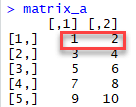 > matrix_a
[,1] [,2]
[1,] 1 2
[2,] 3 4
[3,] 5 6
[4,] 7 8
[5,] 9 10